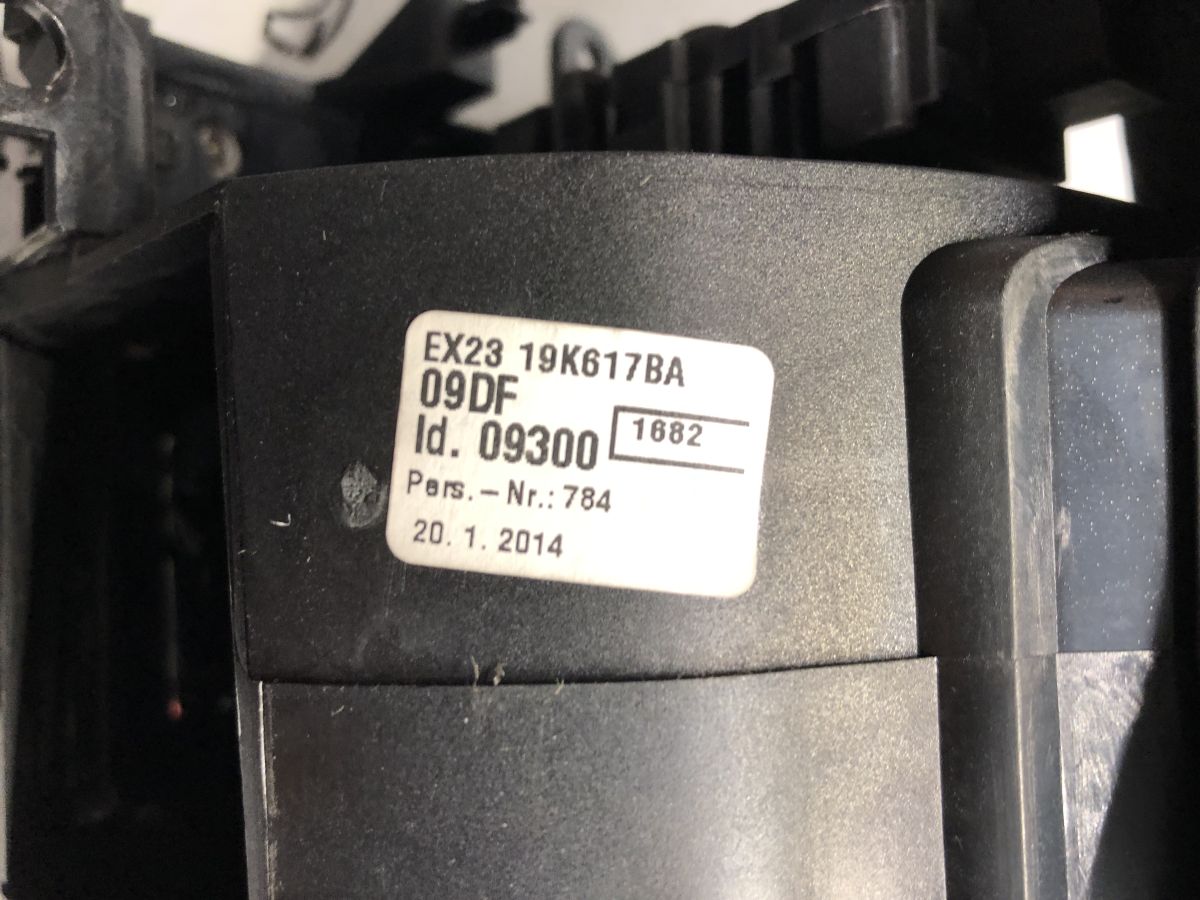 EX23 19K617BA
09DF
Id. 09300 1682
Pers.-Nr.: 784
20. 1. 2014